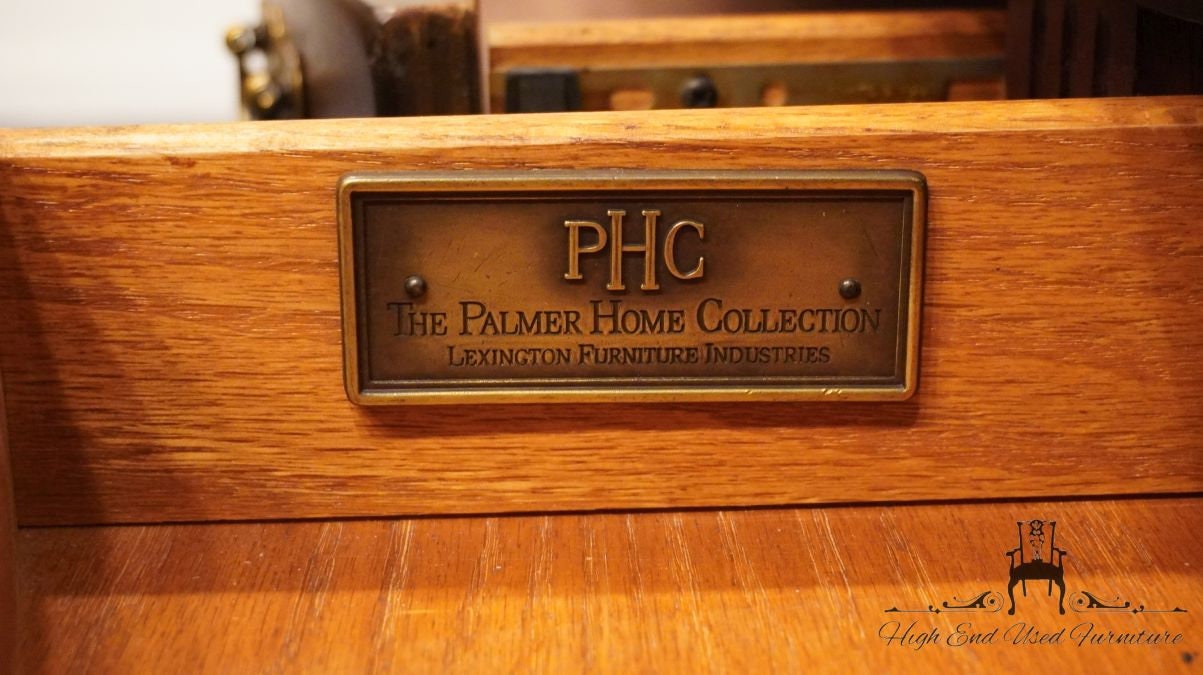 PHC
The Palmer Home Collection
Lexington Furniture Industries
High End Used Furniture